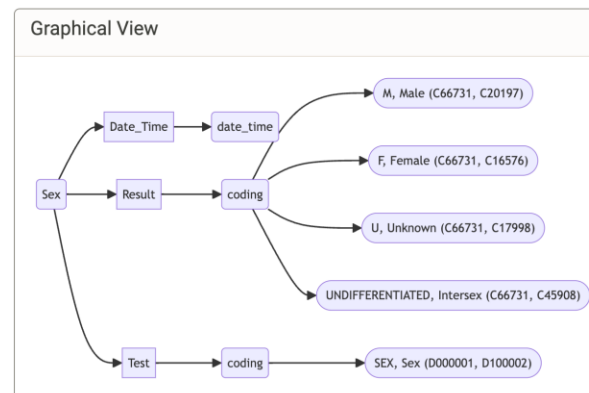 Graphical View
M, Male (C66731, C20197)
Date_Time
date_time
F, Female (C66731, C16576)
Sex
Result
coding
U, Unknown (C66731, C17998)
UNDIFFERENTIATED, Intersex (C66731, C45908)
Test
coding
SEX, Sex (D000001, D100002)